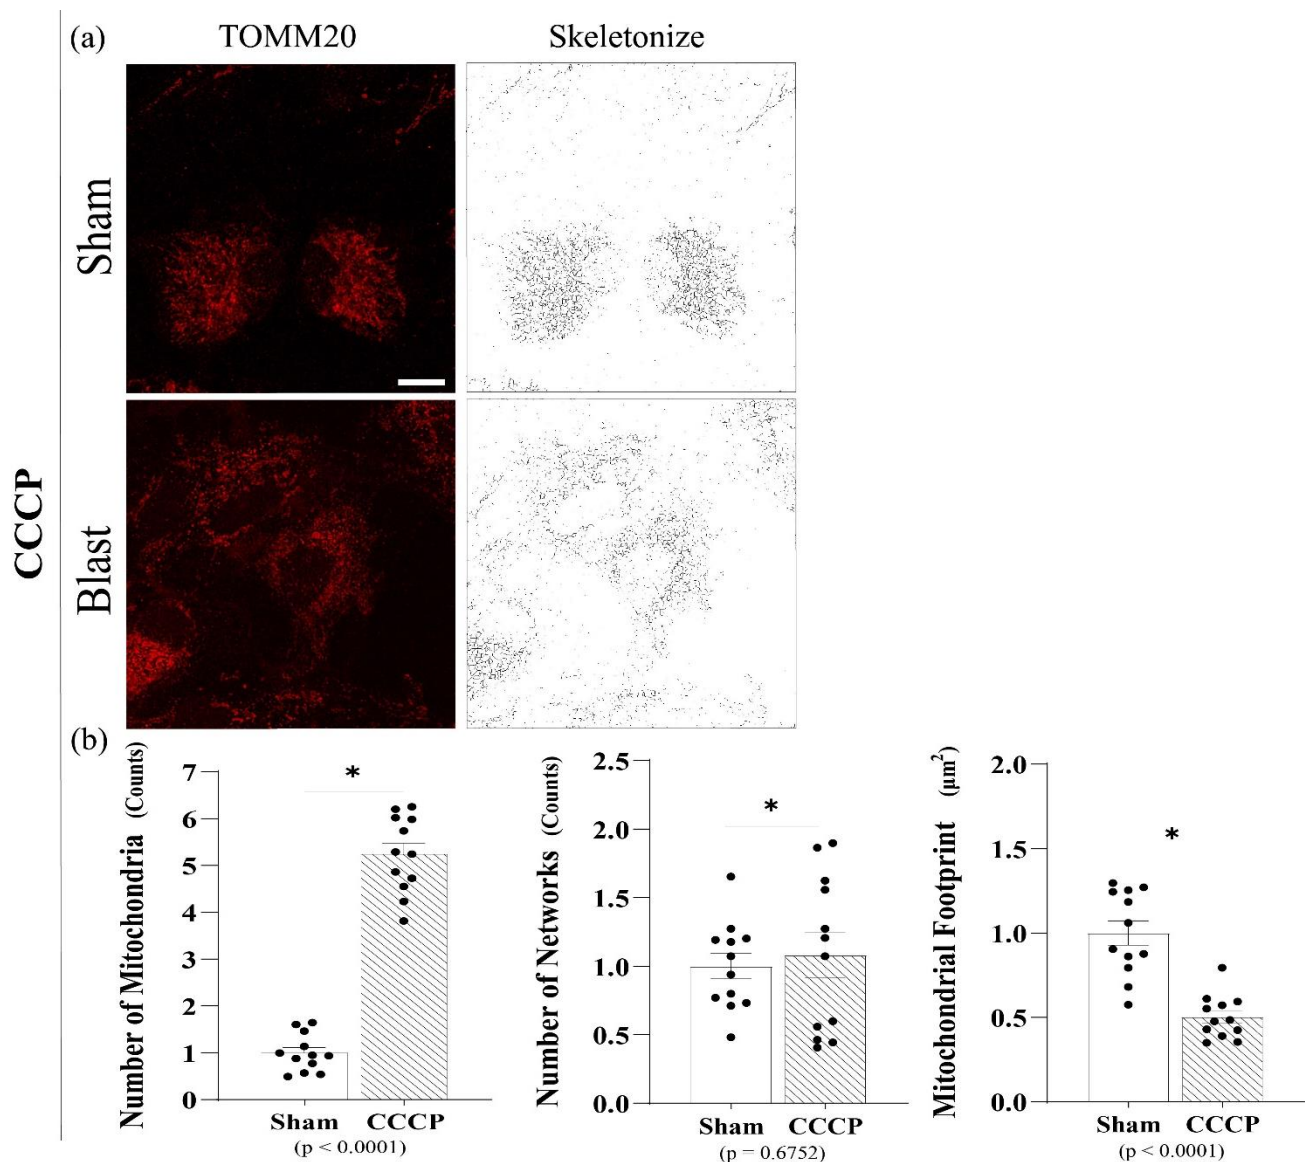 (a)
TOMM20
Skeletonize
Sham
Blast
CCCP
(b)
Number of Mitochondria (Counts)
7
6
5
4
3
2
1
0
*
Sham
CCCP
(p < 0.0001)
Number of Networks (Counts)
2.5
2.0
1.5
1.0
0.5
0.0
*
Sham
CCCP
(p = 0.6752)
Mitochondrial Footprint (µm²)
2.0
1.5
1.0
0.5
0.0
*
Sham
CCCP
(p < 0.0001)